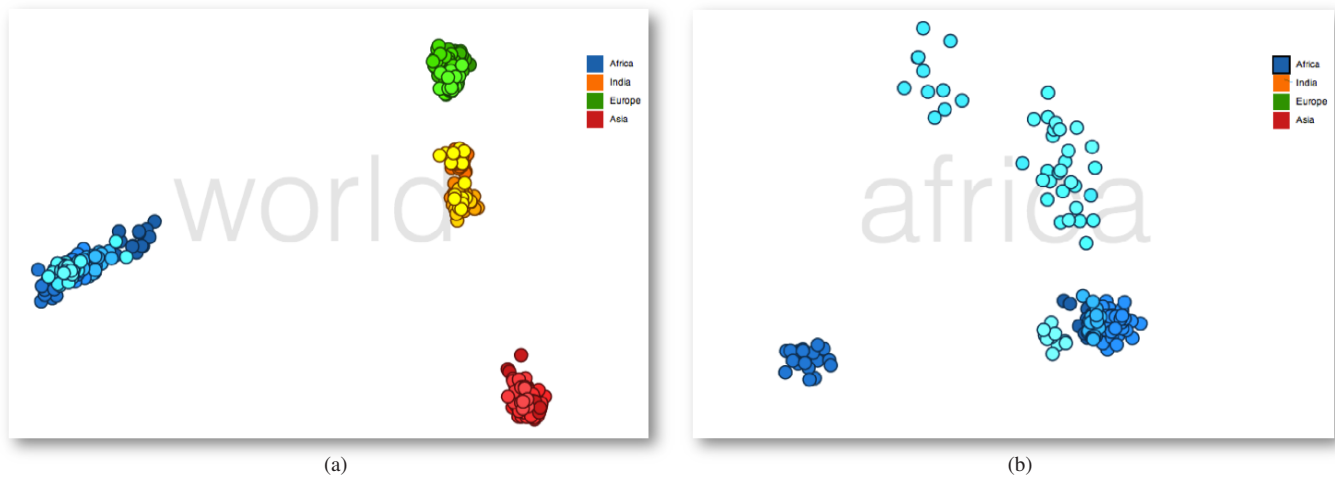 world
Africa
India
Europe
Asia
(a)
africa
Africa
India
Europe
Asia
(b)